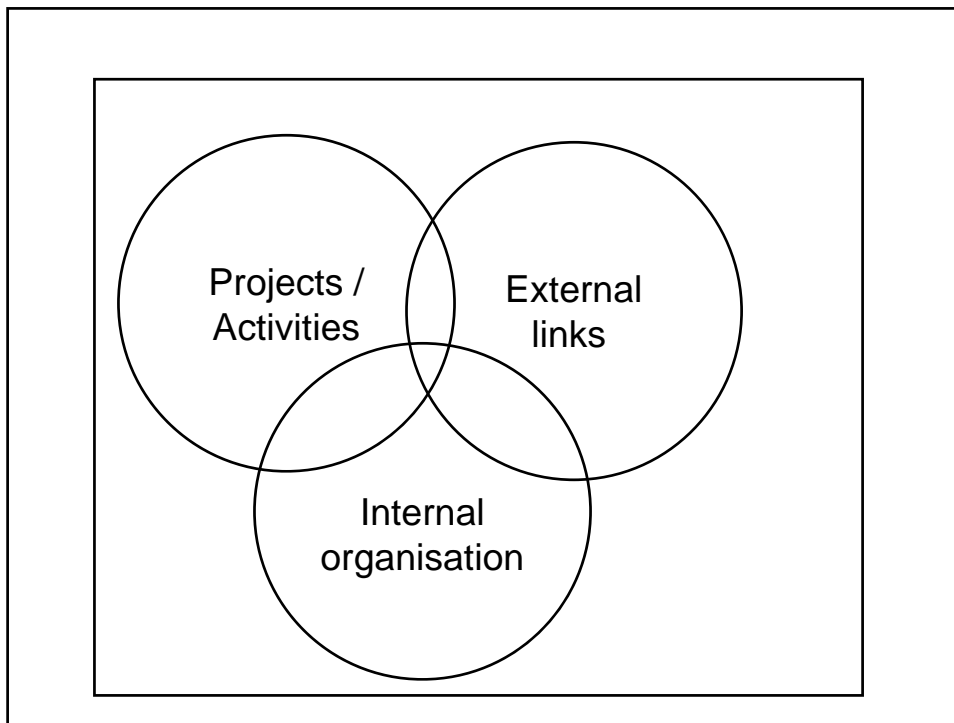 Projects /
Activities
External
links
Internal
organisation